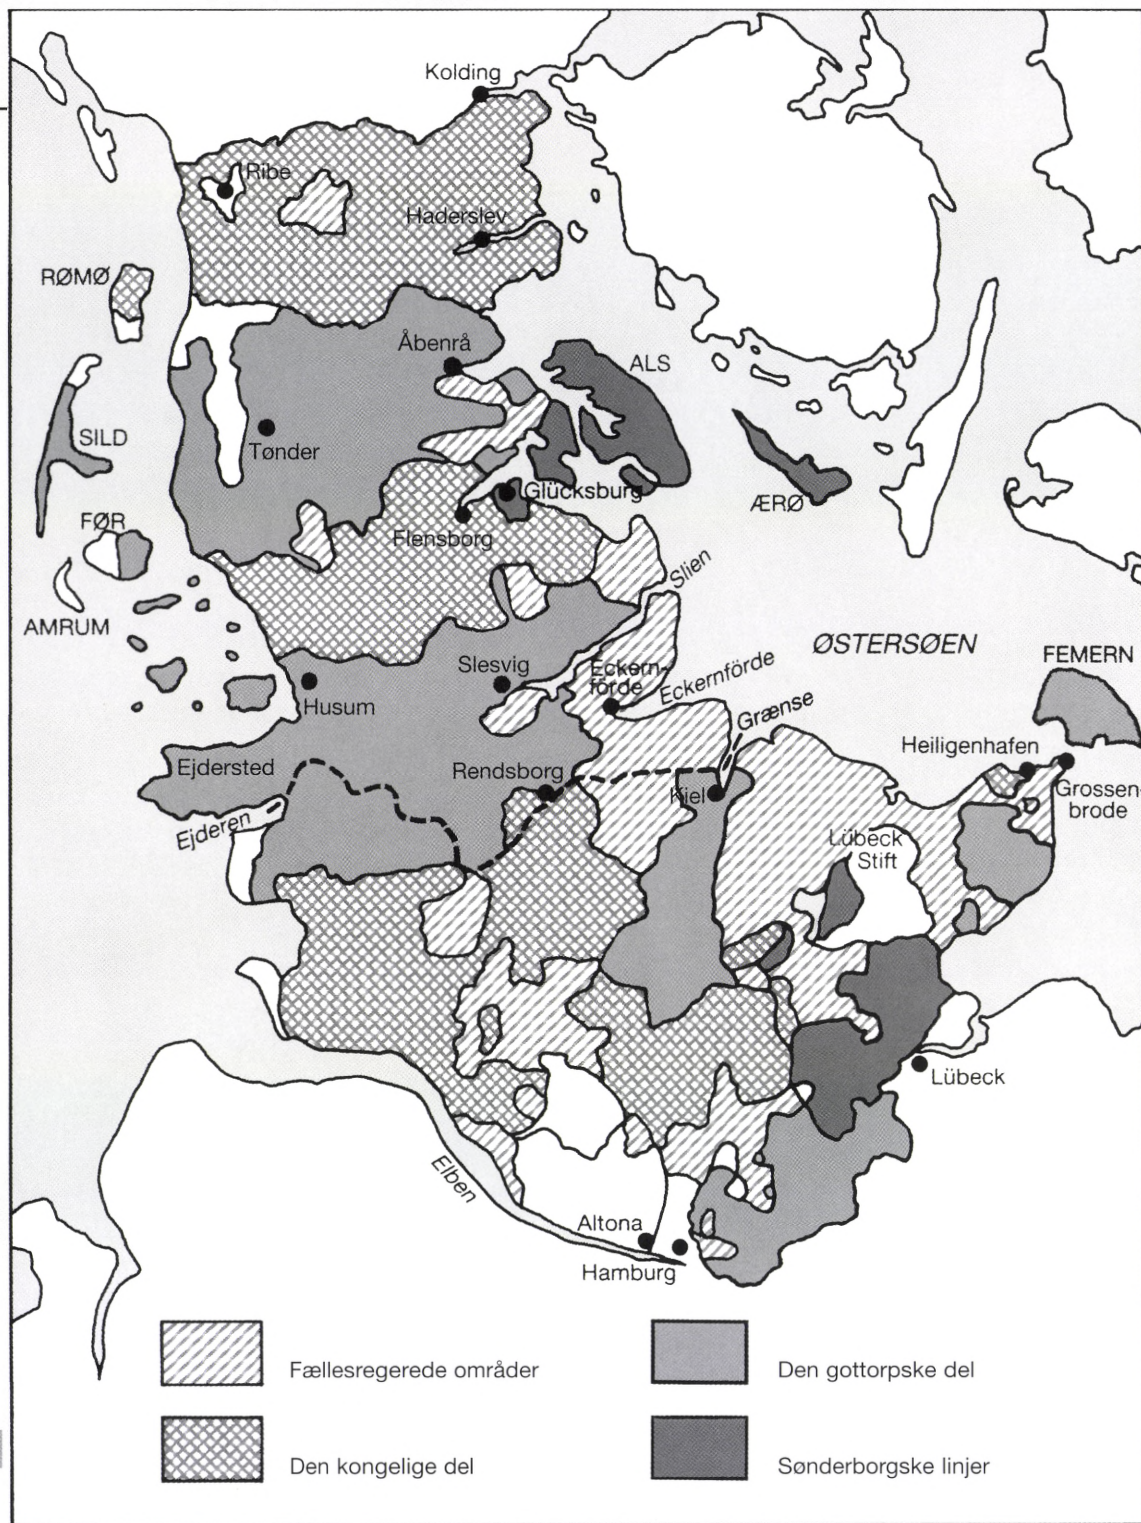 Kolding
Ribe
Haderslev
RØMØ
Åbenrå
ALS
SILD
Tønder
Glücksburg
ÆRØ
FØR
Flensborg
Slien
AMRUM
ØSTERSØEN
Slesvig
Eckern-
förde
Eckernförde
FEMERN
Husum
Grænse
Heiligenhafen
Ejdersted
Rendsborg
Kiel
Grossen-
brode
Ejderen
Lübeck
Stift
Lübeck
Elben
Altona
Hamburg
Fællesregerede områder
Den gottorpske del
Den kongelige del
Sønderborgske linjer